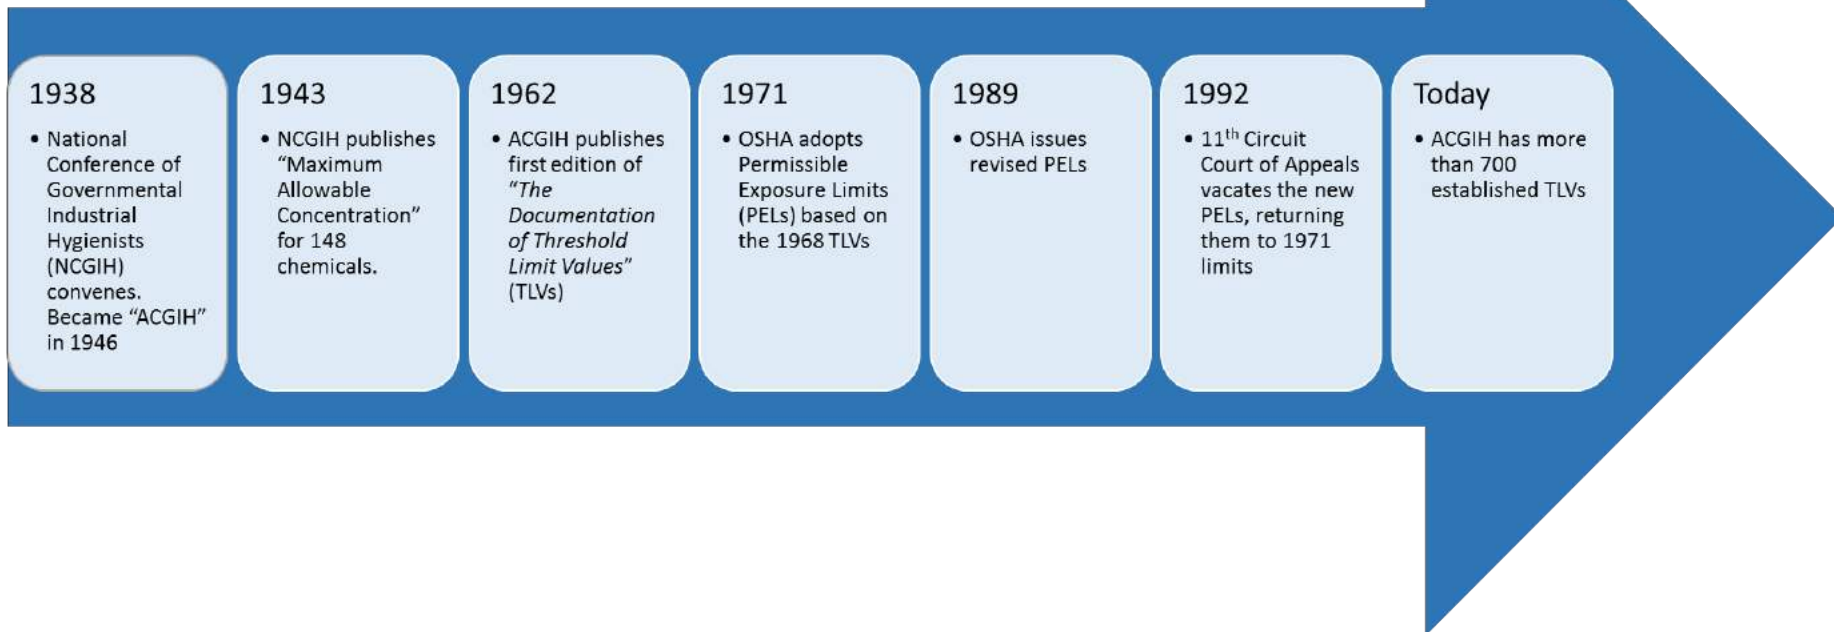 1938
• National
Conference of
Governmental
Industrial
Hygienists
(NCGIH)
convenes.
Became “ACGIH”
in 1946
1943
• NCGIH publishes
“Maximum
Allowable
Concentration”
for 148
chemicals.
1962
• ACGIH publishes
first edition of
“The
Documentation
of Threshold
Limit Values”
(TLVs)
1971
• OSHA adopts
Permissible
Exposure Limits
(PELs) based on
the 1968 TLVs
1989
• OSHA issues
revised PELs
1992
• 11th Circuit
Court of Appeals
vacates the new
PELs, returning
them to 1971
limits
Today
• ACGIH has more
than 700
established TLVs